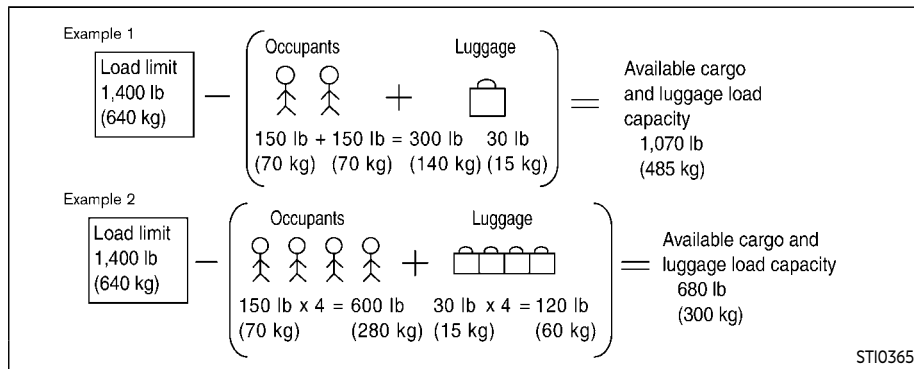 Example 1
Occupants Luggage
Load limit
1,400 lb
(640 kg)
− + =
Available cargo
and luggage load
capacity
1,070 lb
(485 kg)
150 lb + 150 lb = 300 lb 30 lb
(70 kg) (70 kg) (140 kg) (15 kg)
Example 2
Occupants Luggage
Load limit
1,400 lb
(640 kg)
− + =
Available cargo and
luggage load capacity
680 lb
(300 kg)
150 lb x 4 = 600 lb 30 lb x 4 = 120 lb
(70 kg) (280 kg) (15 kg) (60 kg)
STI0365